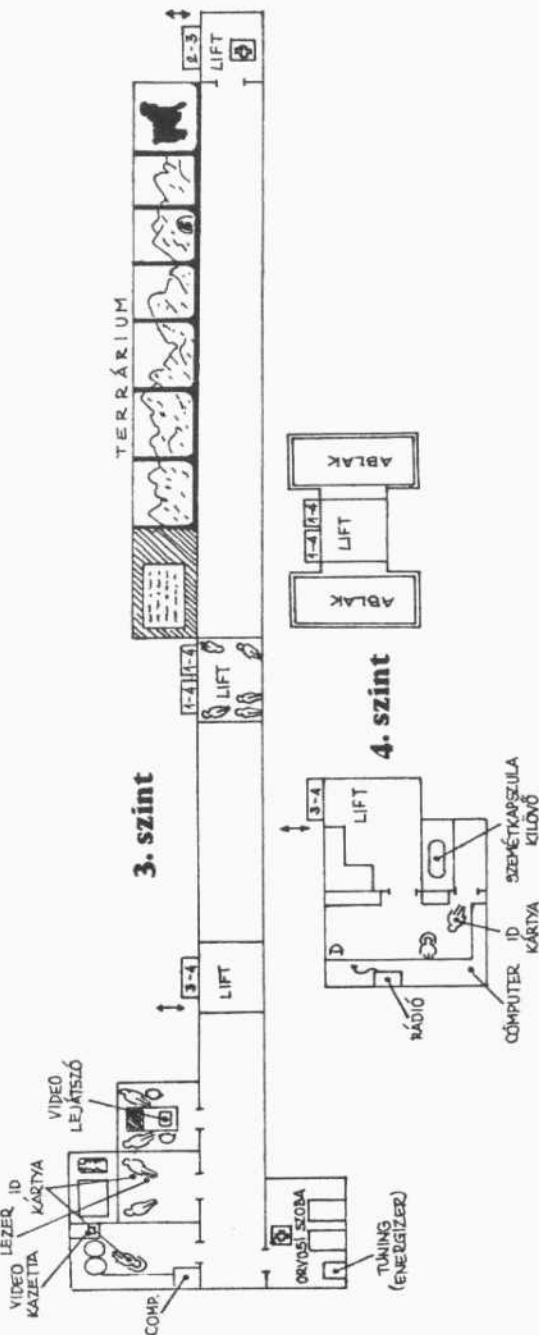 3. szint
VIDEO
KAZETTA
LEZER
ID
KÁRTYA
VIDEO
LEJÁTSZÓ
COMP.
ORVOSI SZOBA
TUNING
(ENERGIZER)
3-4
LIFT
1-4
1-4
LIFT
TERRÁRIUM
2-3
LIFT
4. szint
3-4
LIFT
D
RÁDIÓ
COMPUTER
ID
KÁRTYA
SZEMÉTKAPSZULA
KILÖVŐ
ABLAK
1-4
1-4
LIFT
ABLAK